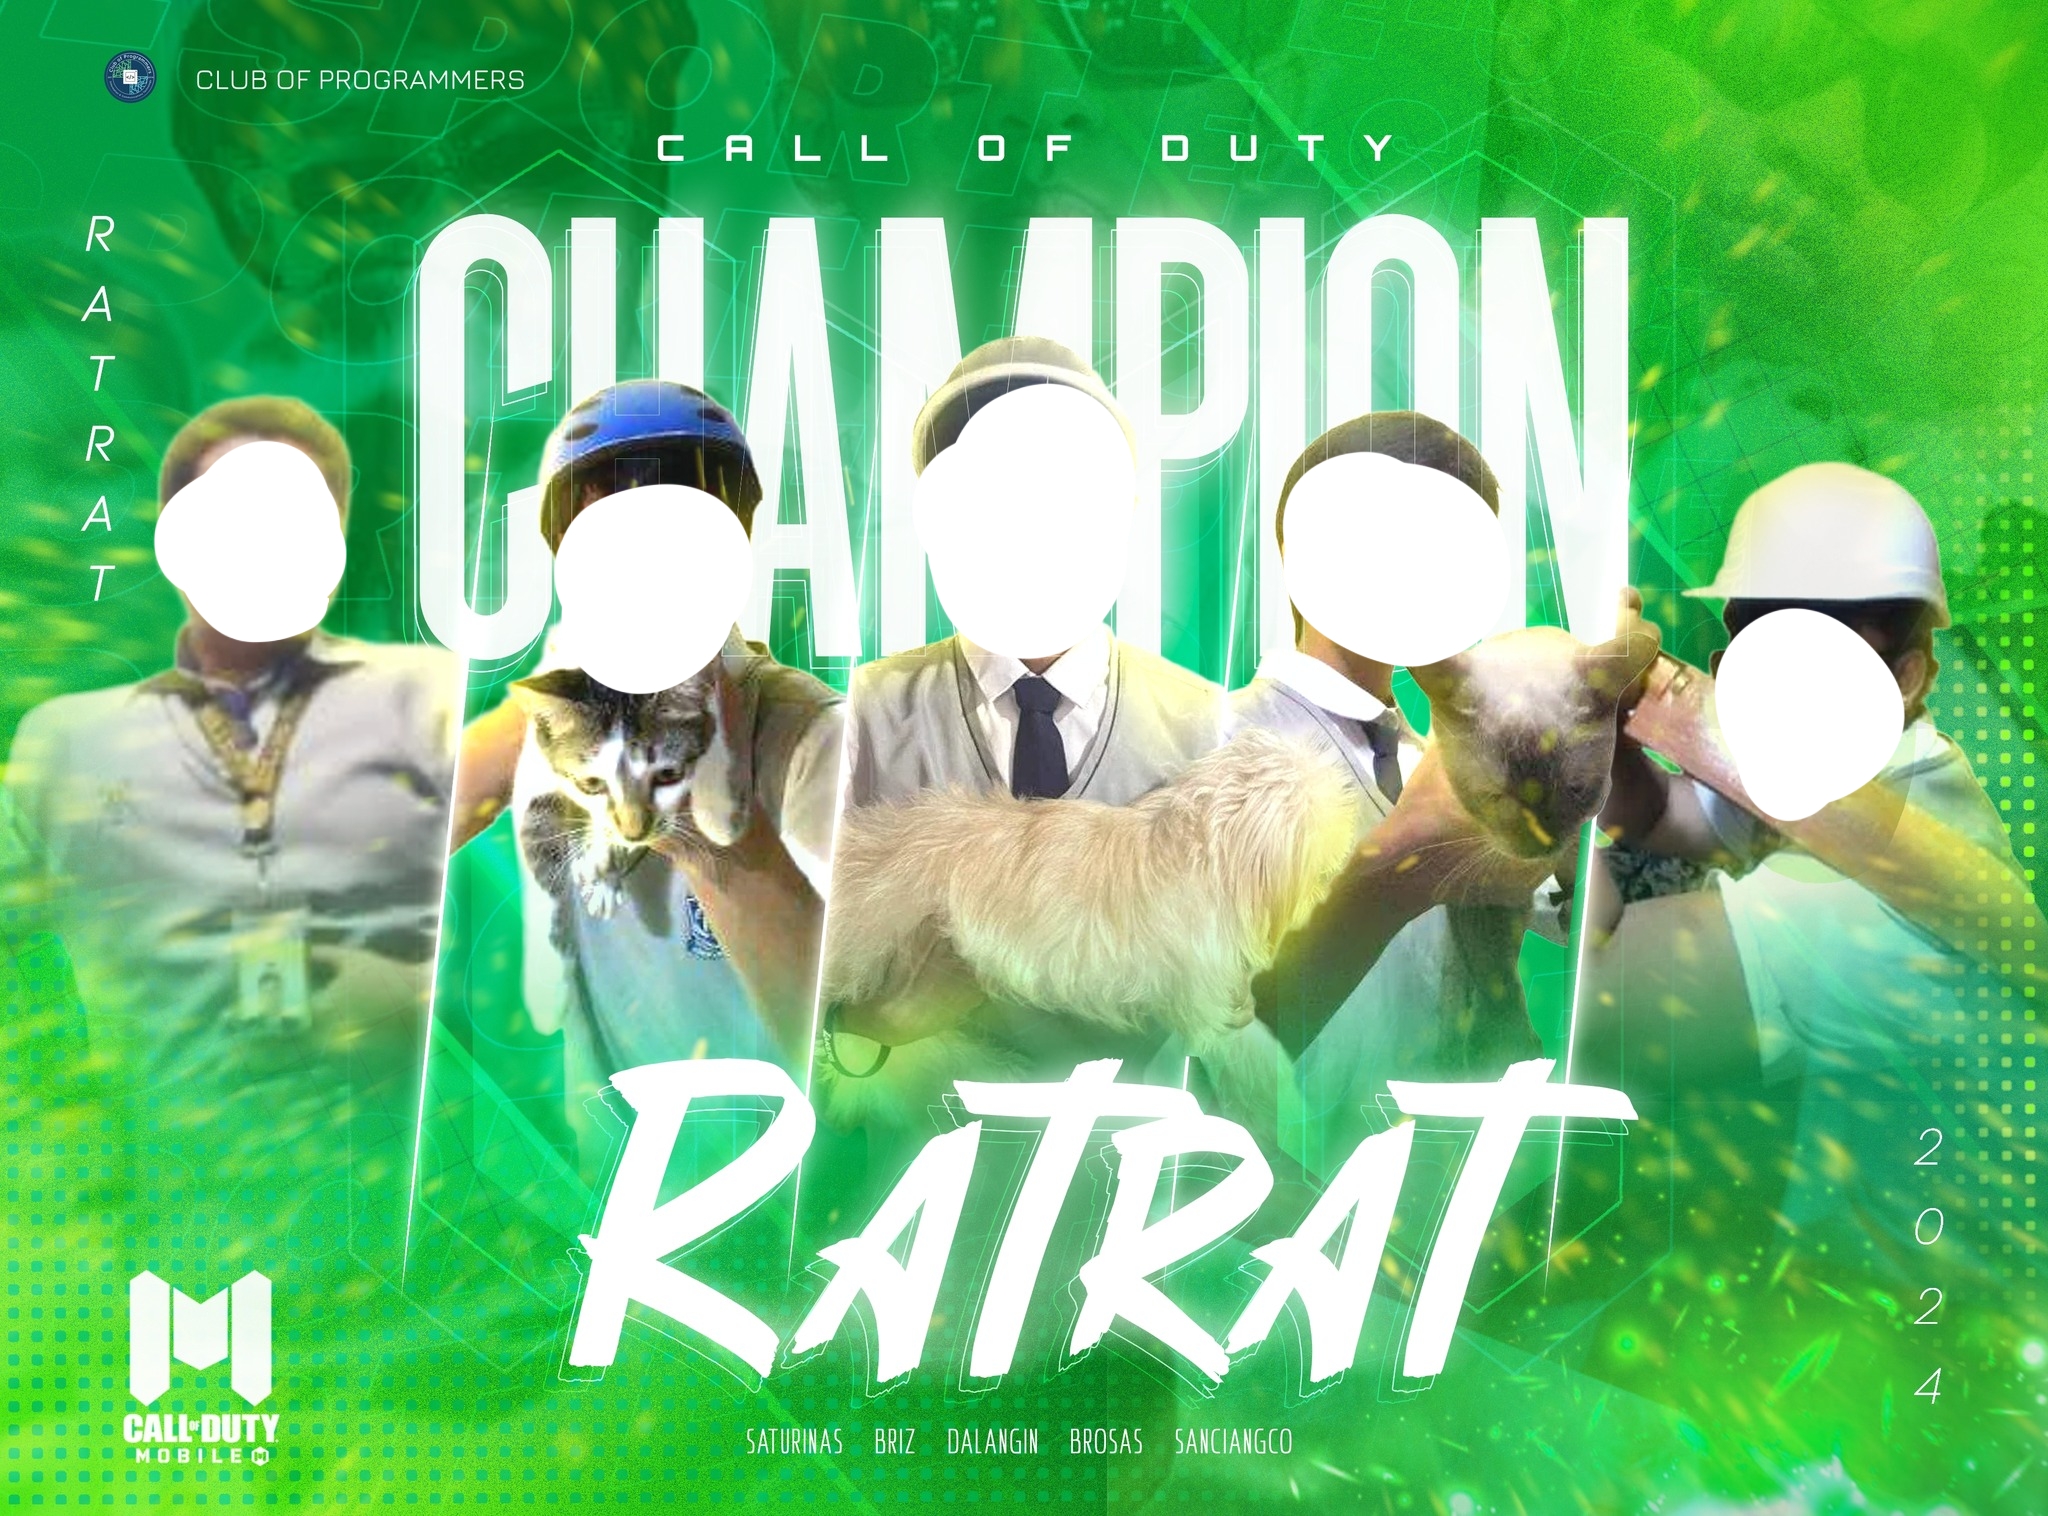 CLUB OF PROGRAMMERS
CALL OF DUTY
CHAMPION
RATRAT
RATRAT
2024
CALL OF DUTY
MOBILE
SATURINAS BRIZ DALANGIN BROSAS SANCIANGCO
ESPORTS